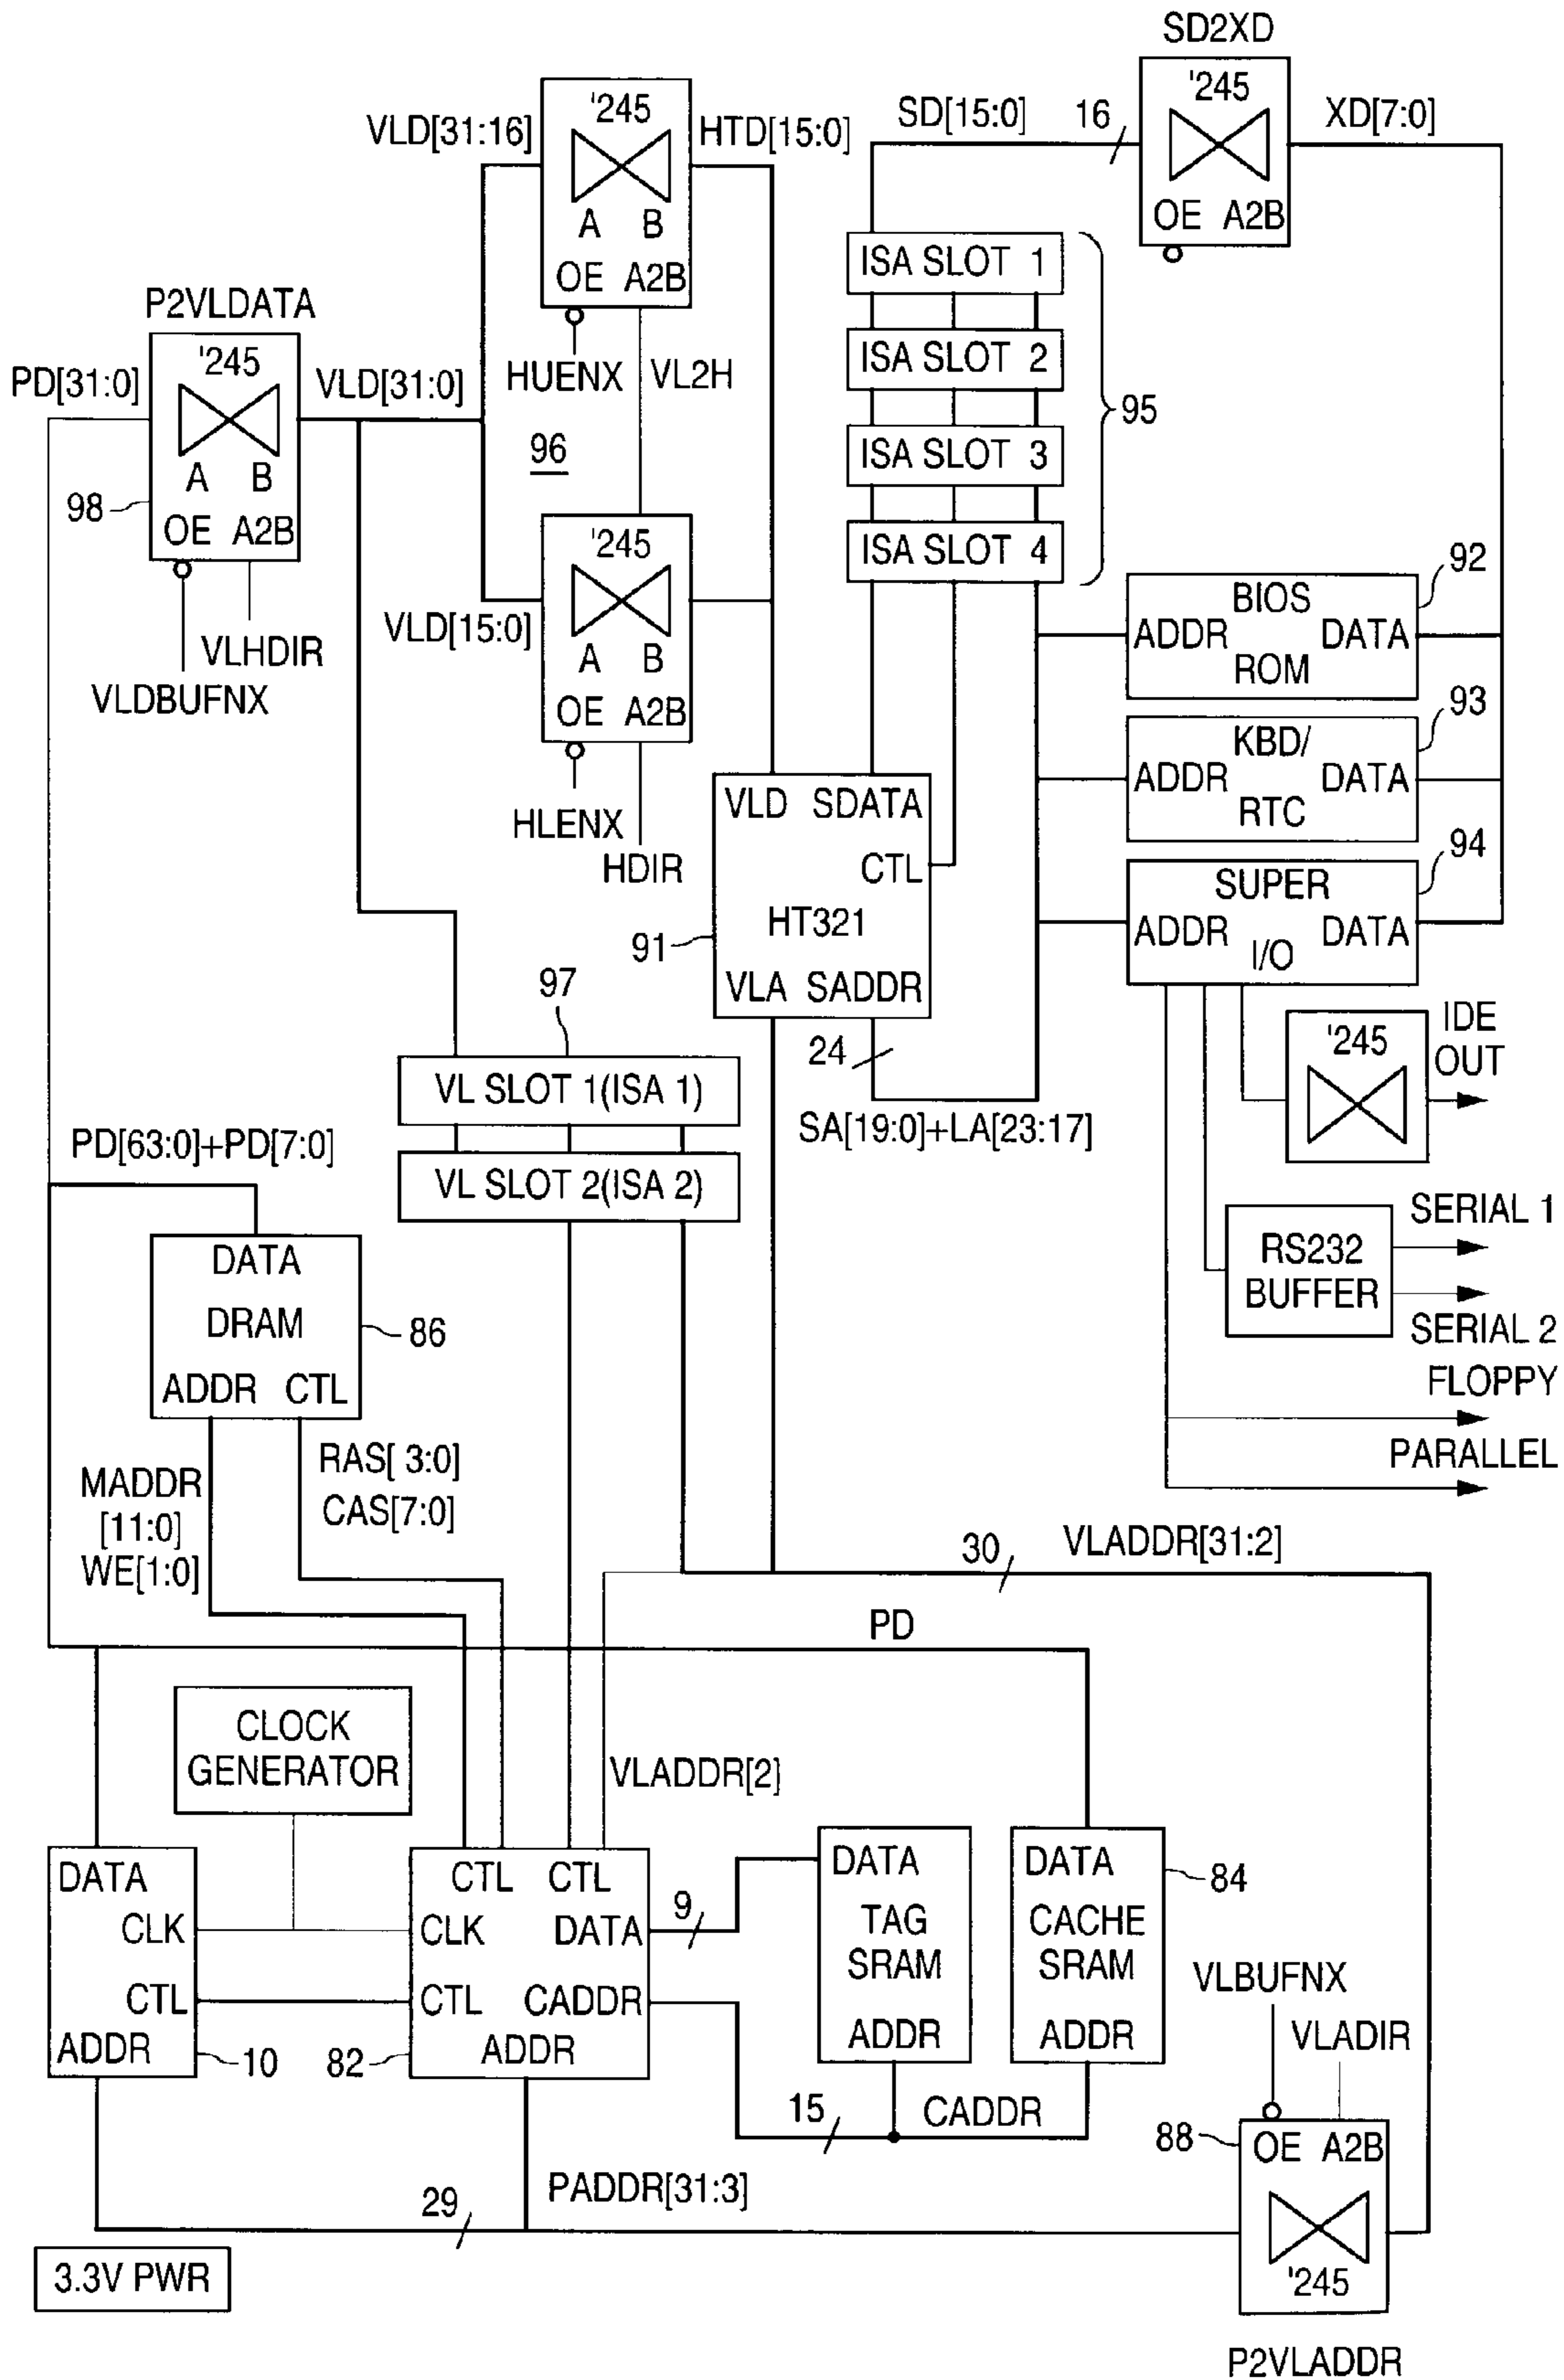 SD2XD
'245
OE A2B
SD[15:0]
16
XD[7:0]
VLD[31:16]
'245
A B
OE A2B
HTD[15:0]
HUENX
VL2H
ISA SLOT 1
ISA SLOT 2
ISA SLOT 3
ISA SLOT 4
95
P2VLDATA
PD[31:0]
'245
A B
OE A2B
98
VLD[31:0]
96
VLHDIR
VLDBUFNX
VLD[15:0]
'245
A B
OE A2B
HLENX
HDIR
92
BIOS
ADDR DATA
ROM
93
KBD/
ADDR DATA
RTC
94
SUPER
ADDR DATA
I/O
VLD SDATA
CTL
HT321
VLA SADDR
91
24
SA[19:0]+LA[23:17]
'245
IDE
OUT
97
VL SLOT 1(ISA 1)
VL SLOT 2(ISA 2)
PD[63:0]+PD[7:0]
DATA
DRAM
ADDR CTL
86
RS232
BUFFER
SERIAL 1
SERIAL 2
FLOPPY
PARALLEL
MADDR
[11:0]
WE[1:0]
RAS[ 3:0]
CAS[7:0]
30
VLADDR[31:2]
PD
CLOCK
GENERATOR
VLADDR[2]
DATA
CLK
CTL
ADDR
10
CTL CTL
CLK DATA
CTL CADDR
ADDR
82
9
DATA
TAG
SRAM
ADDR
DATA
CACHE
SRAM
ADDR
84
15
CADDR
VLBUFNX
VLADIR
88
OE A2B
'245
P2VLADDR
29
PADDR[31:3]
3.3V PWR